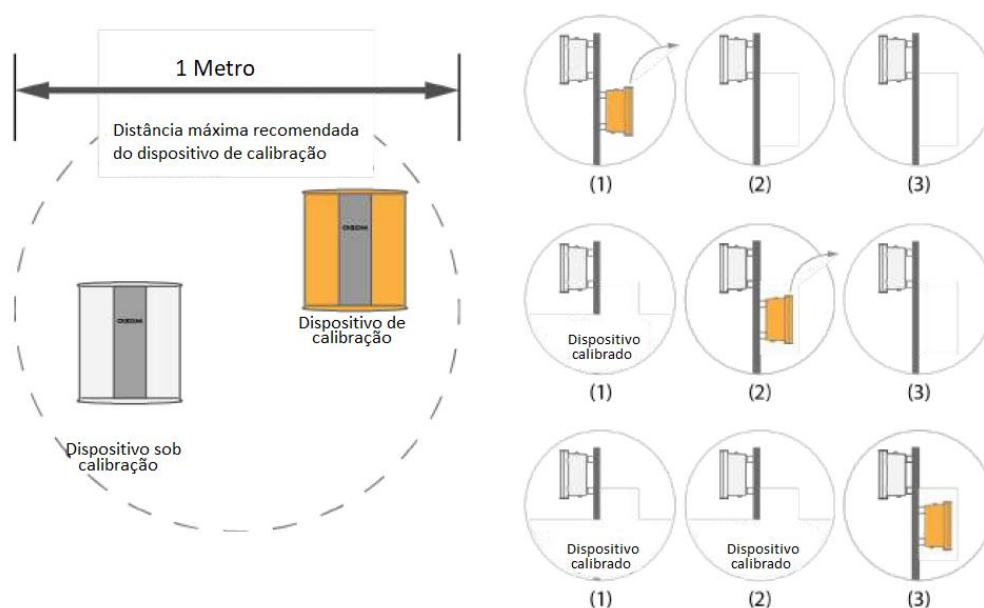 1 Metro
Distância máxima recomendada
do dispositivo de calibração
Dispositivo de
calibração
Dispositivo sob
calibração
(1)
(2)
(3)
Dispositivo
calibrado
(1)
(2)
(3)
Dispositivo
calibrado
Dispositivo
calibrado
(1)
(2)
(3)